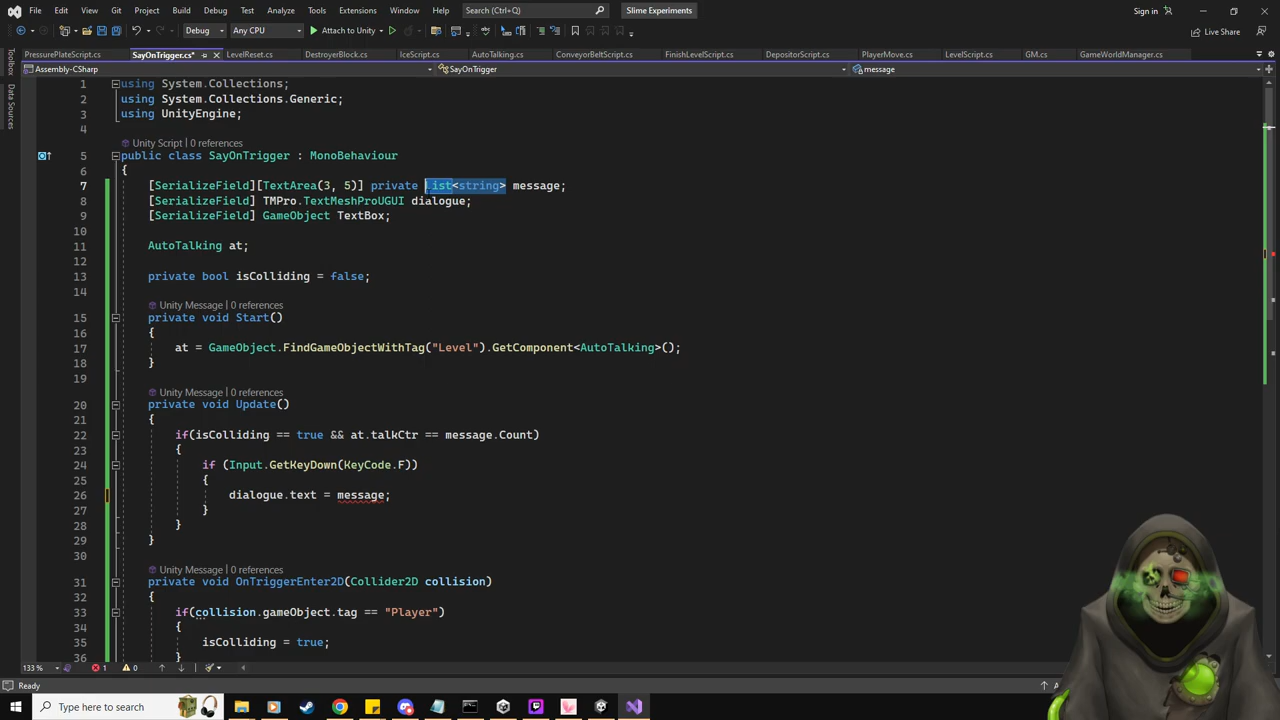 File Edit View Git Project Build Debug Test Analyze Tools Extensions Window Help Search (Ctrl+Q) Slime Experiments Sign in
Debug Any CPU Attach to Unity Live Share
PressurePlateScript.cs SayOnTrigger.cs* LevelReset.cs DestroyerBlock.cs IceScript.cs AutoTalking.cs ConveyorBeltScript.cs FinishLevelScript.cs DepositorScript.cs PlayerMove.cs LevelScript.cs GM.cs GameWorldManager.cs
Toolbox
Data Sources
Assembly-CSharp SayOnTrigger message
1 using System.Collections;
2 using System.Collections.Generic;
3 using UnityEngine;
4
Unity Script | 0 references
5 public class SayOnTrigger : MonoBehaviour
6 {
7 [SerializeField][TextArea(3, 5)] private List<string> message;
8 [SerializeField] TMPro.TextMeshProUGUI dialogue;
9 [SerializeField] GameObject TextBox;
10
11 AutoTalking at;
12
13 private bool isColliding = false;
14
Unity Message | 0 references
15 private void Start()
16 {
17 at = GameObject.FindGameObjectWithTag("Level").GetComponent<AutoTalking>();
18 }
19
Unity Message | 0 references
20 private void Update()
21 {
22 if(isColliding == true && at.talkCtr == message.Count)
23 {
24 if (Input.GetKeyDown(KeyCode.F))
25 {
26 dialogue.text = message;
27 }
28 }
29 }
30
Unity Message | 0 references
31 private void OnTriggerEnter2D(Collider2D collision)
32 {
33 if(collision.gameObject.tag == "Player")
34 {
35 isColliding = true;
36 }
133 % 1 0
Ready
Type here to search